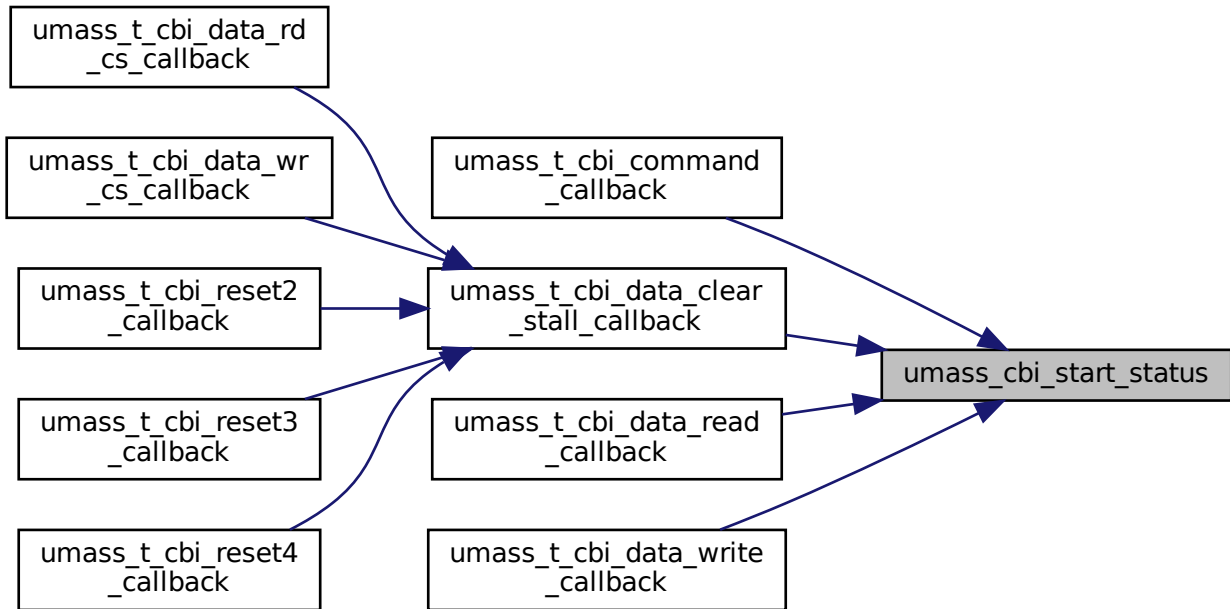 umass_t_cbi_data_rd
_cs_callback
umass_t_cbi_data_wr
_cs_callback
umass_t_cbi_reset2
_callback
umass_t_cbi_reset3
_callback
umass_t_cbi_reset4
_callback
umass_t_cbi_command
_callback
umass_t_cbi_data_clear
_stall_callback
umass_t_cbi_data_read
_callback
umass_t_cbi_data_write
_callback
umass_cbi_start_status